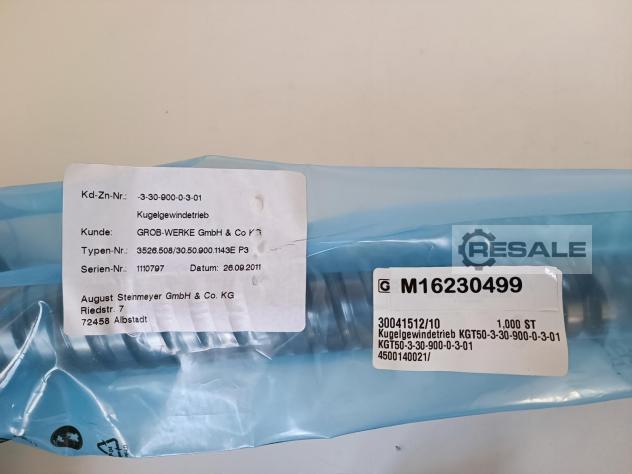 RESALE
Kd-Zn-Nr.: -3-30-900-0-3-01
Kugelgewindetrieb
Kunde: GROB-WERKE GmbH & Co KG
Typen-Nr.: 3526.508/30.50.900.1143E P3
Serien-Nr.: 1110797 Datum: 26.09.2011
August Stenmeyer GmbH & Co. KG
Riedstr. 7
72458 Albstadt
RESALE
G M16230499
30041512/10 1,000 ST
Kugelgewindetrieb KGT50-3-30-900-0-3-01
KGT50-3-30-900-0-3-01
4500140021/